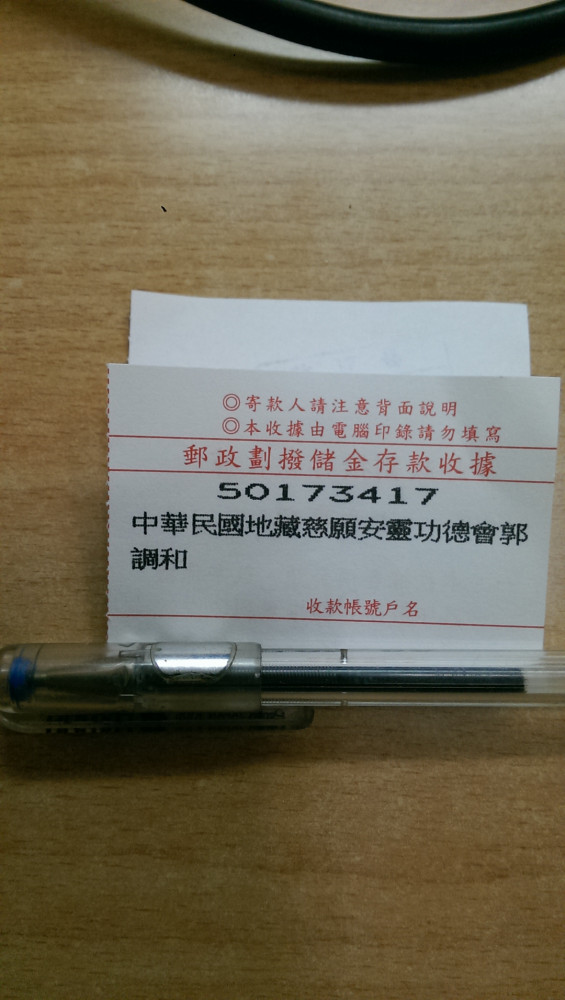 ◎寄款人請注意背面說明
◎本收據由電腦印錄請勿填寫
郵政劃撥儲金存款收據
50173417
中華民國地藏慈願安靈功德會郭
調和
收款帳號戶名